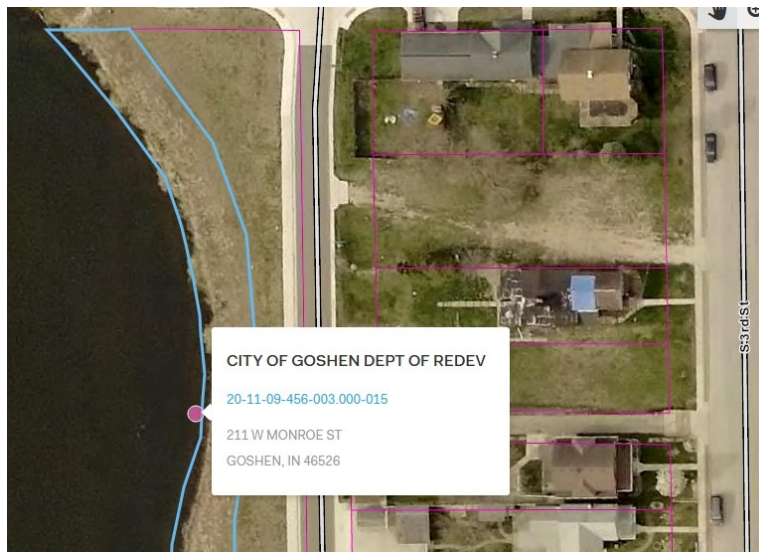 CITY OF GOSHEN DEPT OF REDEV
20-11-09-456-003.000-015
211 W MONROE ST
GOSHEN, IN 46526
S 3rd St